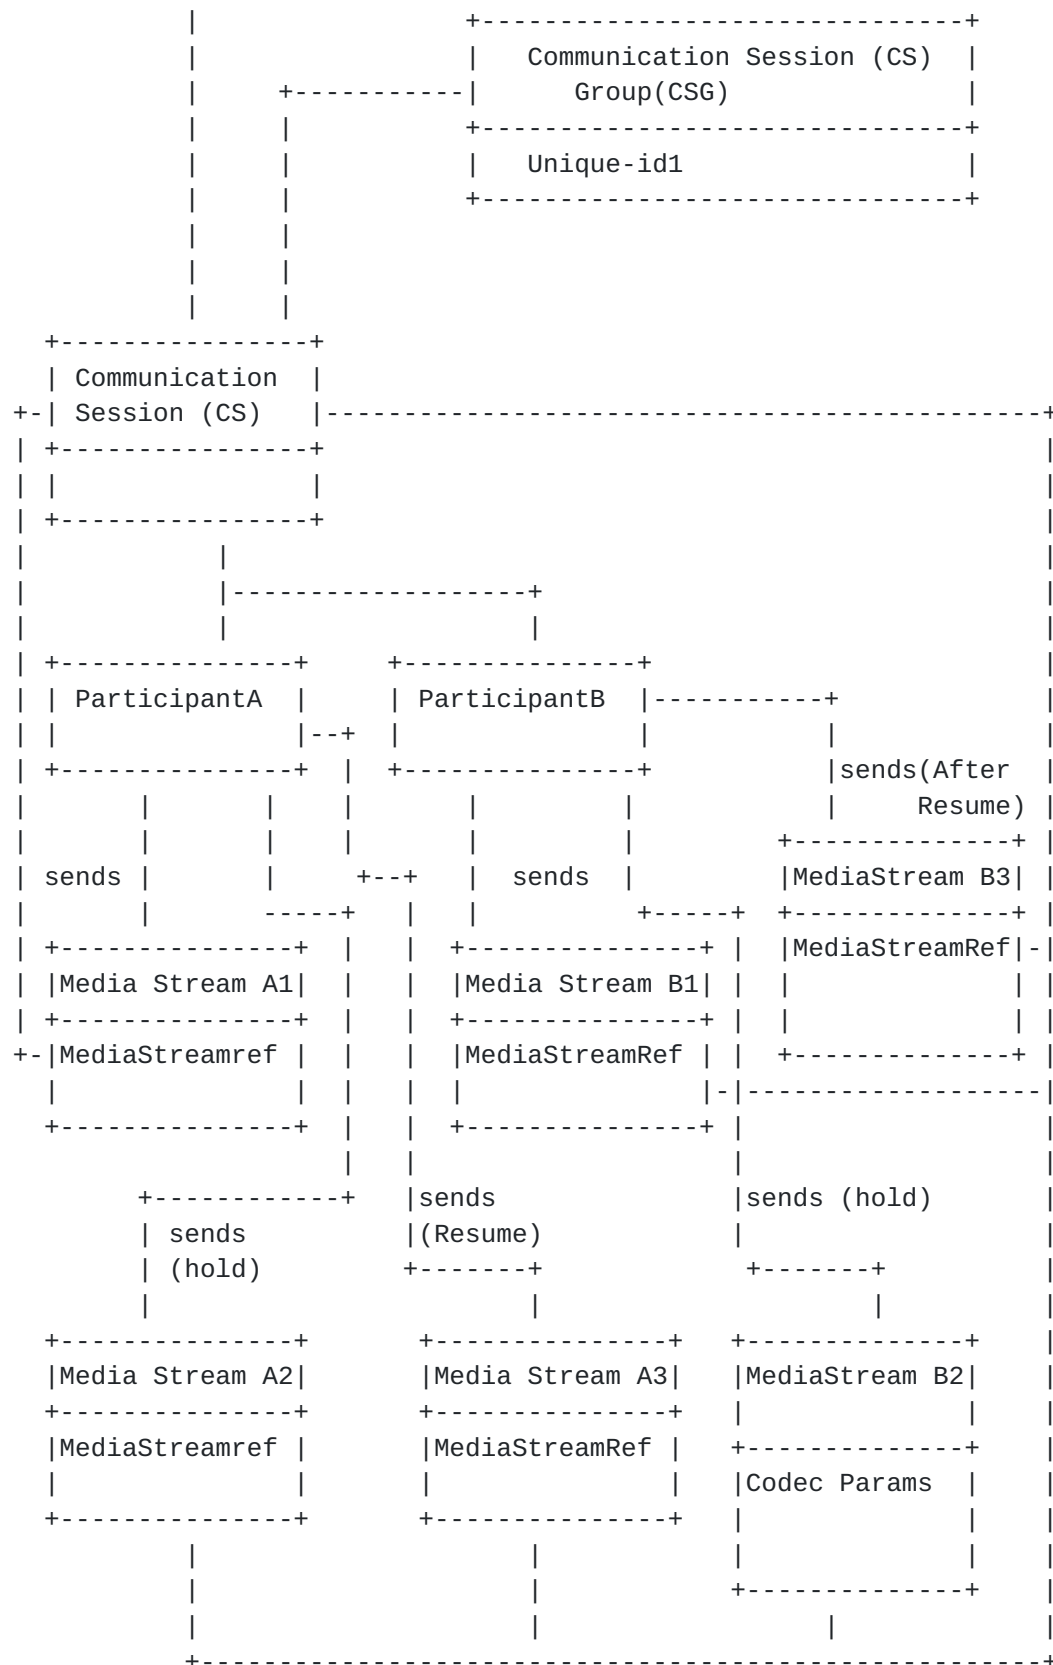 Communication Session (CS)
Group(CSG)
Unique-id1
Communication
Session (CS)
ParticipantA ParticipantB
sends(After
Resume)
sends sends MediaStream B3
MediaStreamRef
Media Stream A1 Media Stream B1
MediaStreamref MediaStreamRef
sends sends (hold)
sends (Resume)
(hold)
Media Stream A2 Media Stream A3 MediaStream B2
MediaStreamref MediaStreamRef
Codec Params